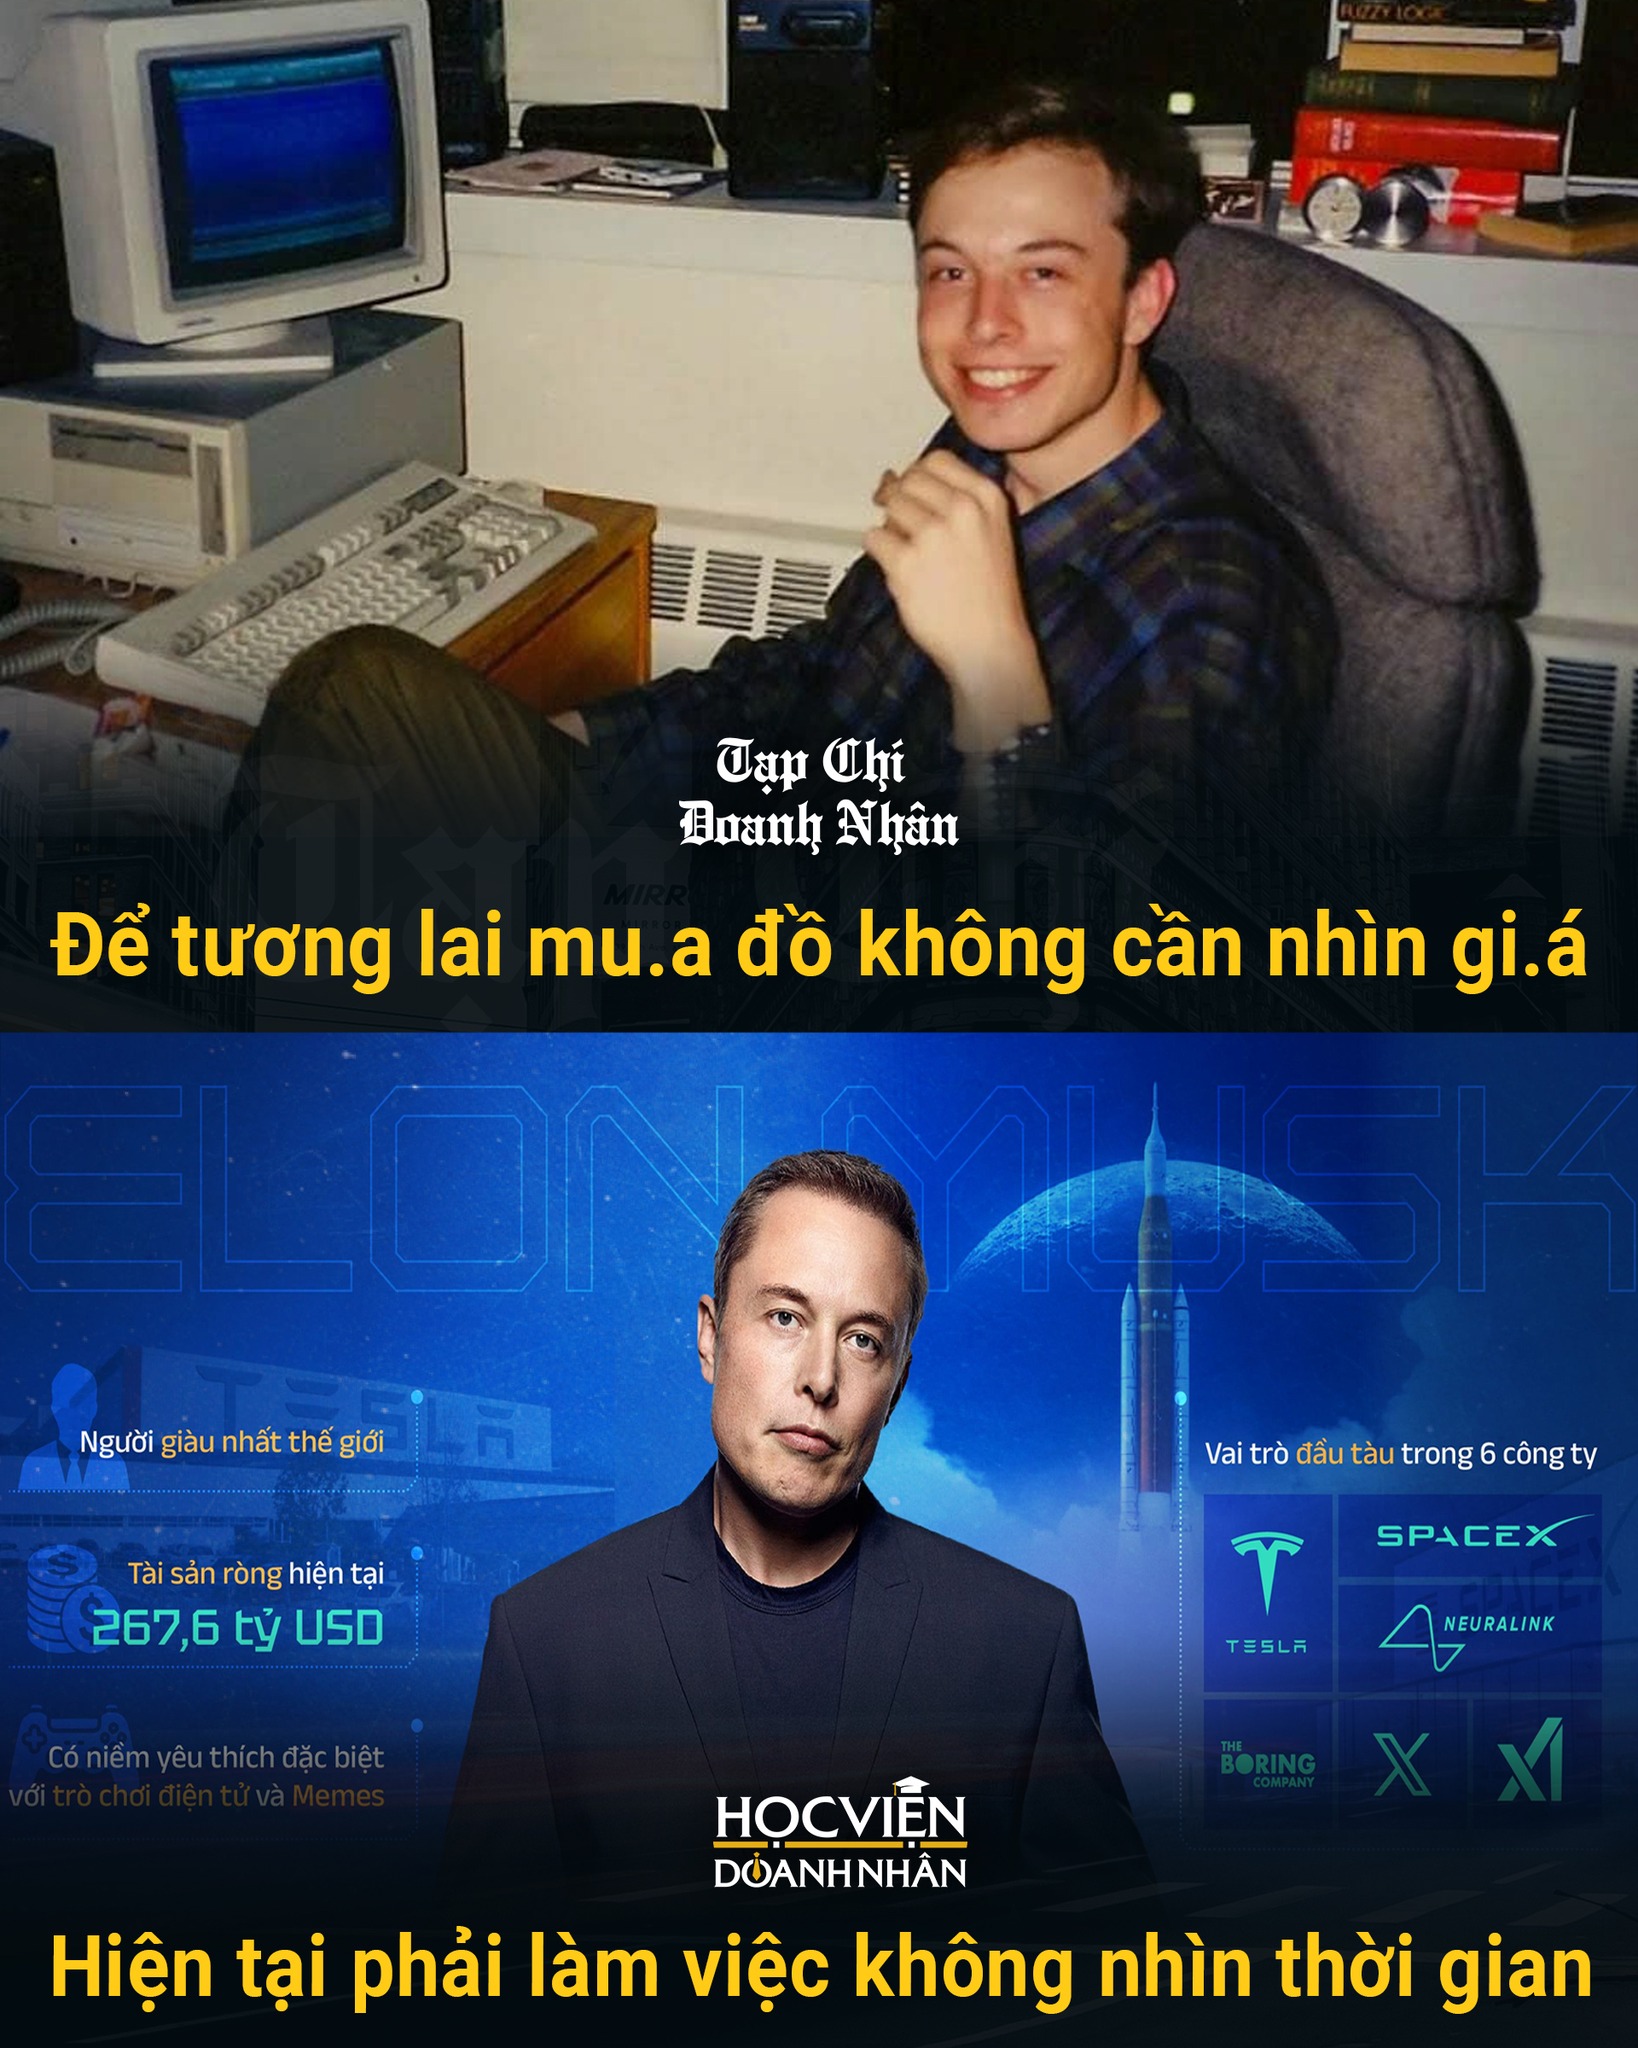 FUZZY LOGIC
Tạp Chí
Doanh Nhân
Để tương lai mu.a đồ không cần nhìn gi.á
ELON MUSK
TESLA
Người giàu nhất thế giới
Vai trò đầu tàu trong 6 công ty
Tài sản ròng hiện tại
267,6 tỷ USD
SPACEX
TESLA
NEURALINK
Có niềm yêu thích đặc biệt
với trò chơi điện tử và Memes
THE
BORING
COMPANY
X
xI
HỌC VIỆN
DOANH NHÂN
Hiện tại phải làm việc không nhìn thời gian